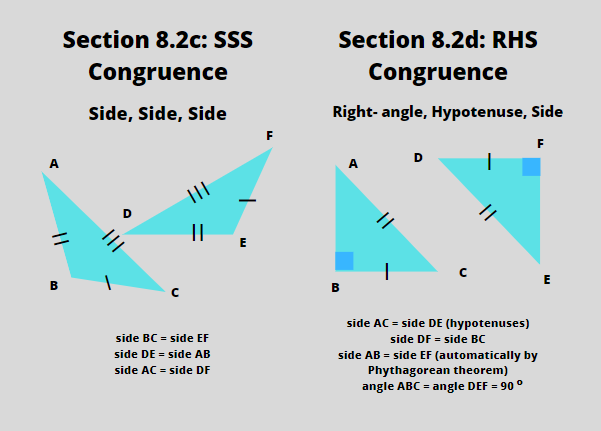 Section 8.2c: SSS
Congruence
Side, Side, Side
A
B
C
D
E
F
side BC = side EF
side DE = side AB
side AC = side DF
Section 8.2d: RHS
Congruence
Right- angle, Hypotenuse, Side
A
B
C
D
F
E
side AC = side DE (hypotenuses)
side DF = side BC
side AB = side EF (automatically by
Phythagorean theorem)
angle ABC = angle DEF = 90 o